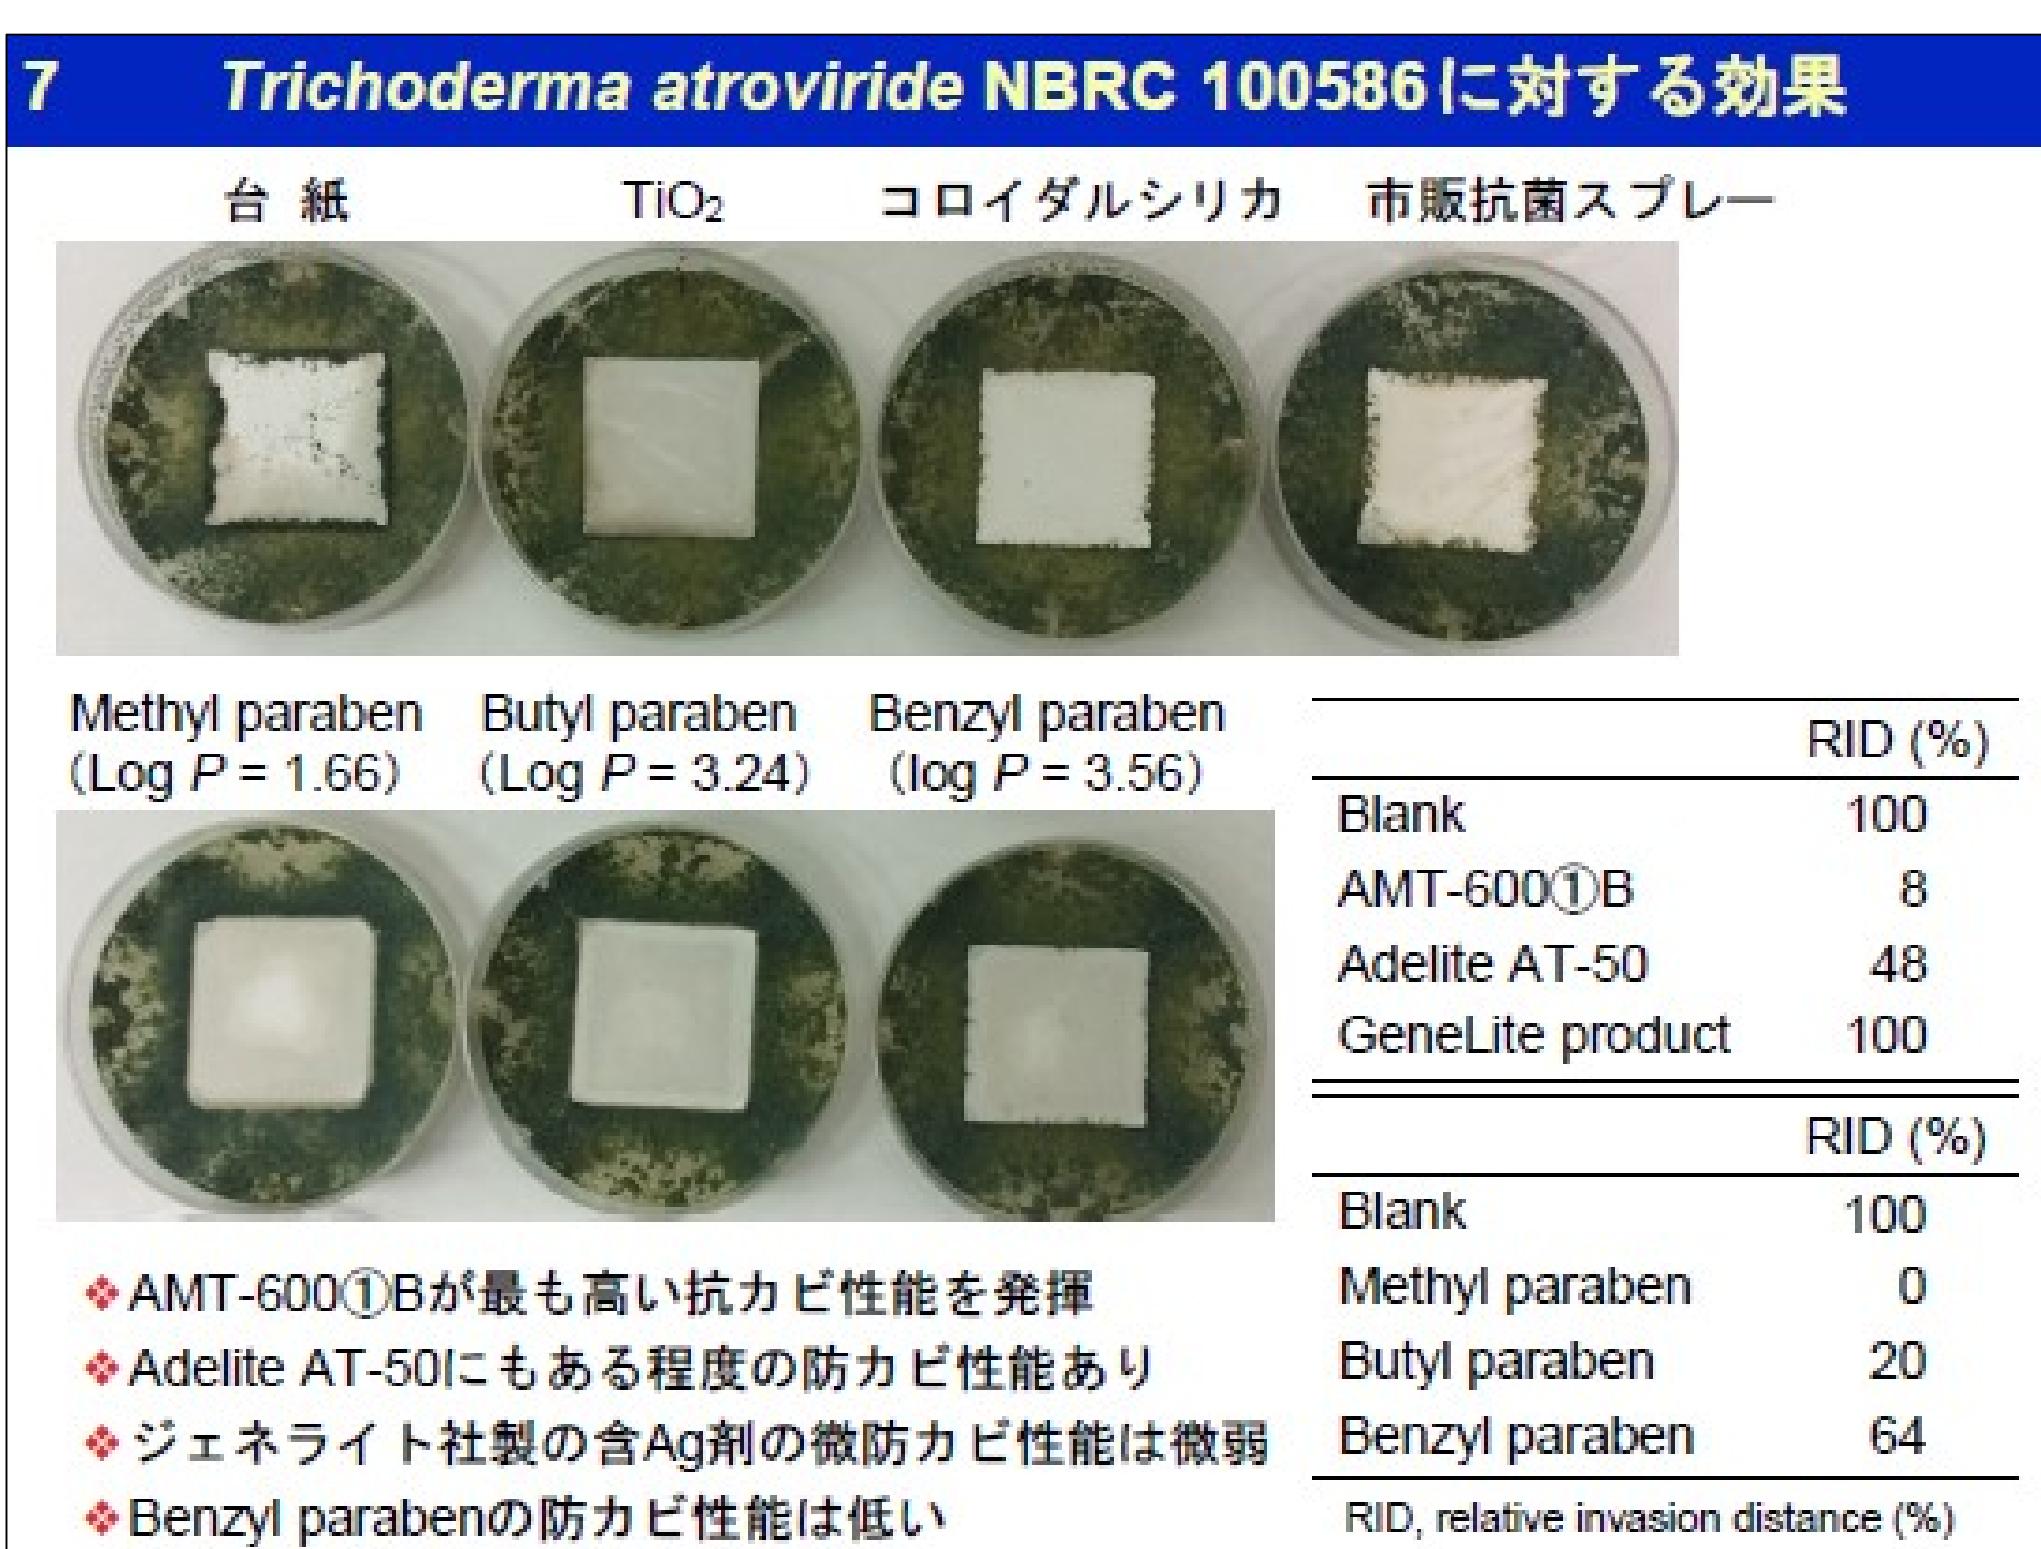 7 Trichoderma atroviride NBRC 100586に対する効果
台 紙 TiO₂ コロイダルシリカ 市販抗菌スプレー
Methyl paraben Butyl paraben Benzyl paraben
(Log P = 1.66) (Log P = 3.24) (log P = 3.56)
RID (%)
Blank 100
AMT-600①B 8
Adelite AT-50 48
GeneLite product 100
RID (%)
Blank 100
Methyl paraben 0
Butyl paraben 20
Benzyl paraben 64
RID, relative invasion distance (%)
❖AMT-600①Bが最も高い抗カビ性能を発揮
❖Adelite AT-50にもある程度の防カビ性能あり
❖ジェネライト社製の含Ag剤の微防カビ性能は微弱
❖Benzyl parabenの防カビ性能は低い